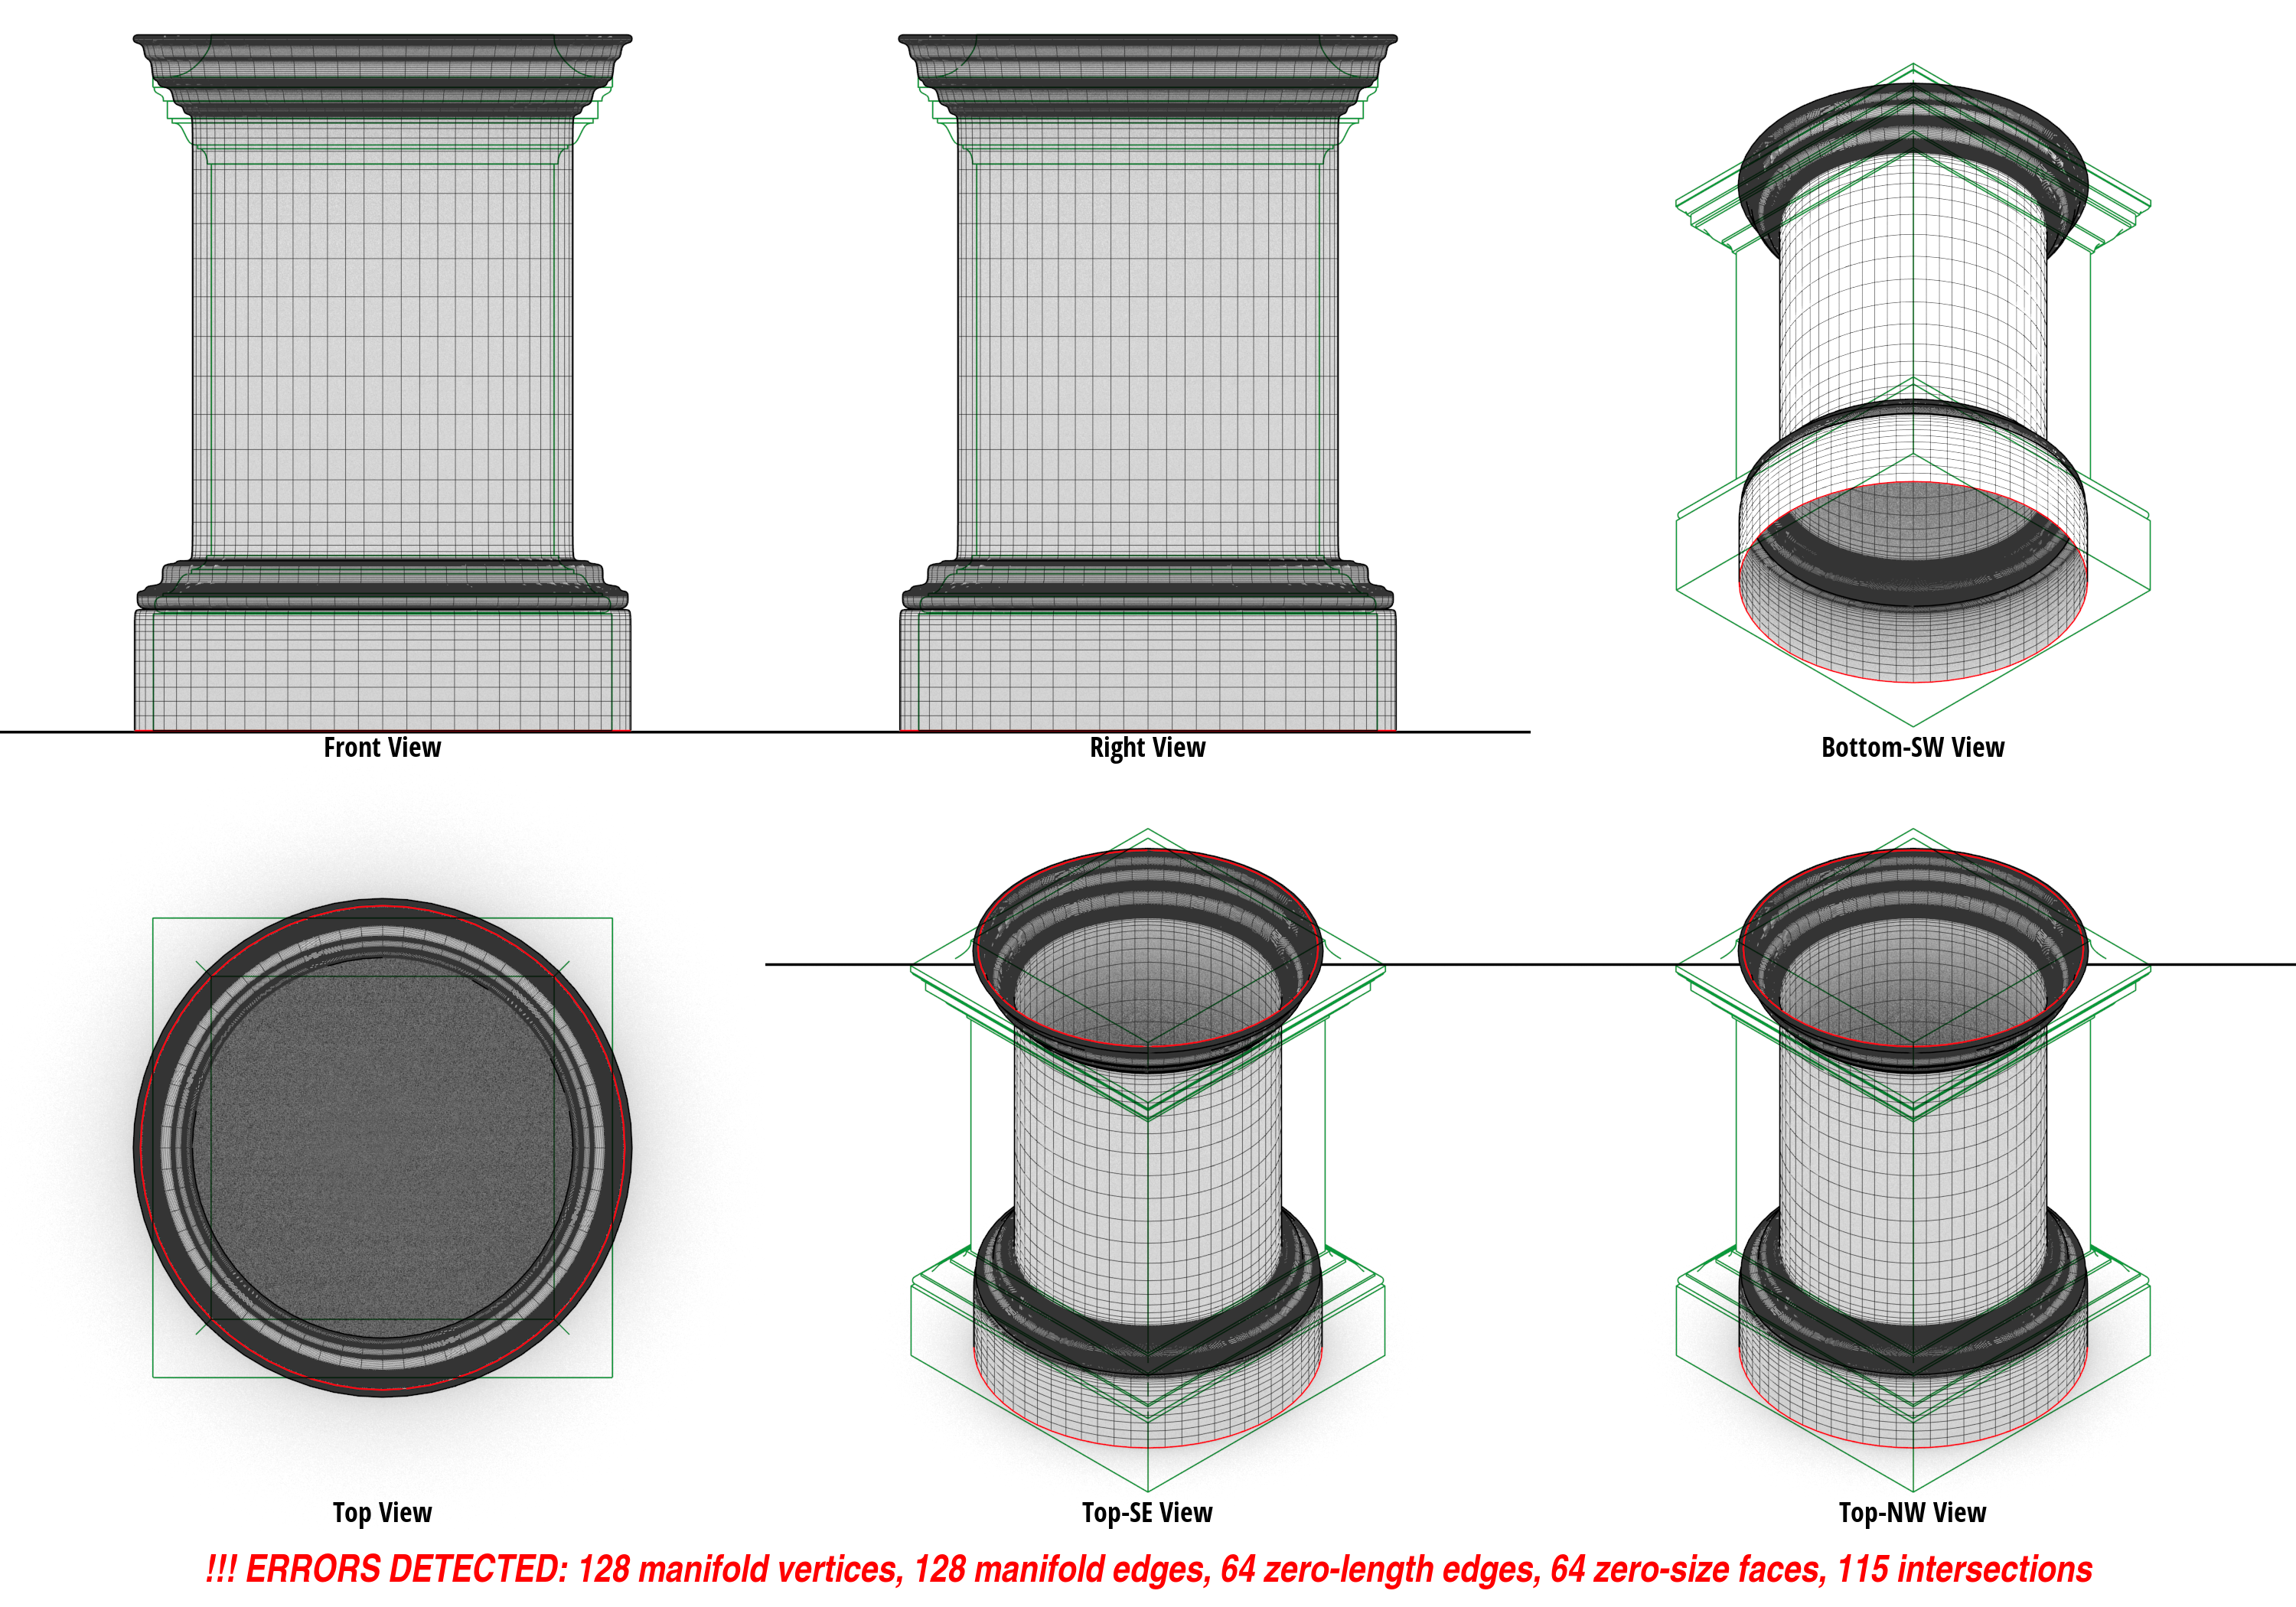 Front View
Right View
Bottom-SW View
Top View
Top-SE View
Top-NW View
!!! ERRORS DETECTED: 128 manifold vertices, 128 manifold edges, 64 zero-length edges, 64 zero-size faces, 115 intersections